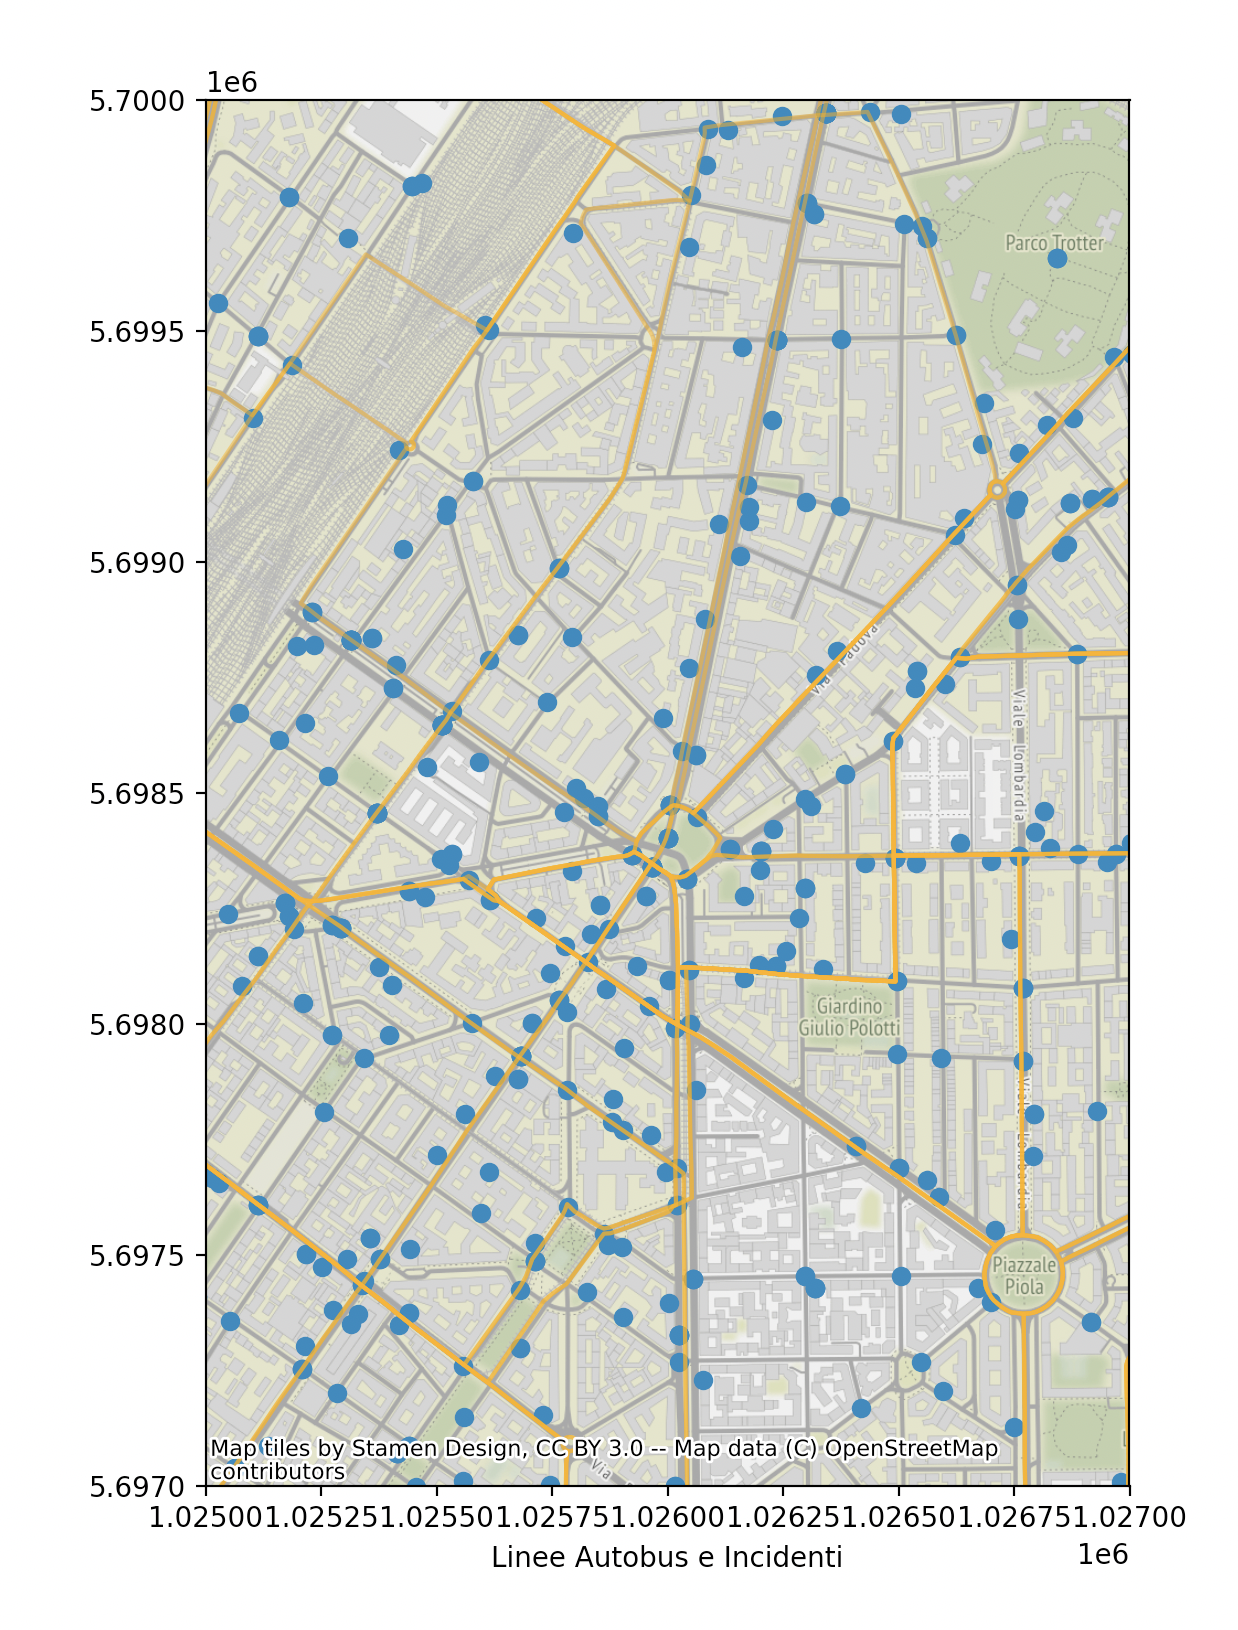 1e6
5.7000
5.6995
5.6990
5.6985
5.6980
5.6975
5.6970
Parco Trotter
Via Padova
Viale Lombardia
Giardino
Giulio Polotti
Viale Lombardia
Piazzale
Piola
Via
Map tiles by Stamen Design, CC BY 3.0 -- Map data (C) OpenStreetMap
contributors
1.02500 1.02525 1.02550 1.02575 1.02600 1.02625 1.02650 1.02675 1.02700
Linee Autobus e Incidenti
1e6